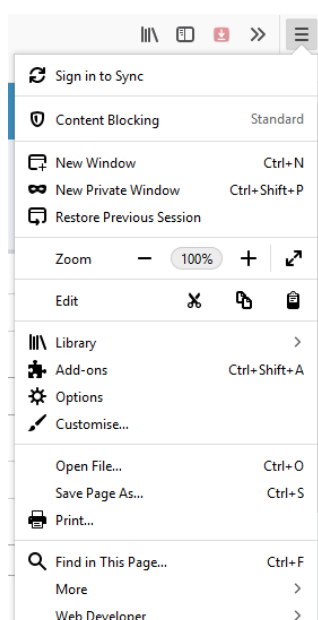 Sign in to Sync
Content Blocking Standard
New Window Ctrl+N
New Private Window Ctrl+Shift+P
Restore Previous Session
Zoom 100%
Edit
Library
Add-ons Ctrl+Shift+A
Options
Customise...
Open File... Ctrl+O
Save Page As... Ctrl+S
Print...
Find in This Page... Ctrl+F
More
Web Developer